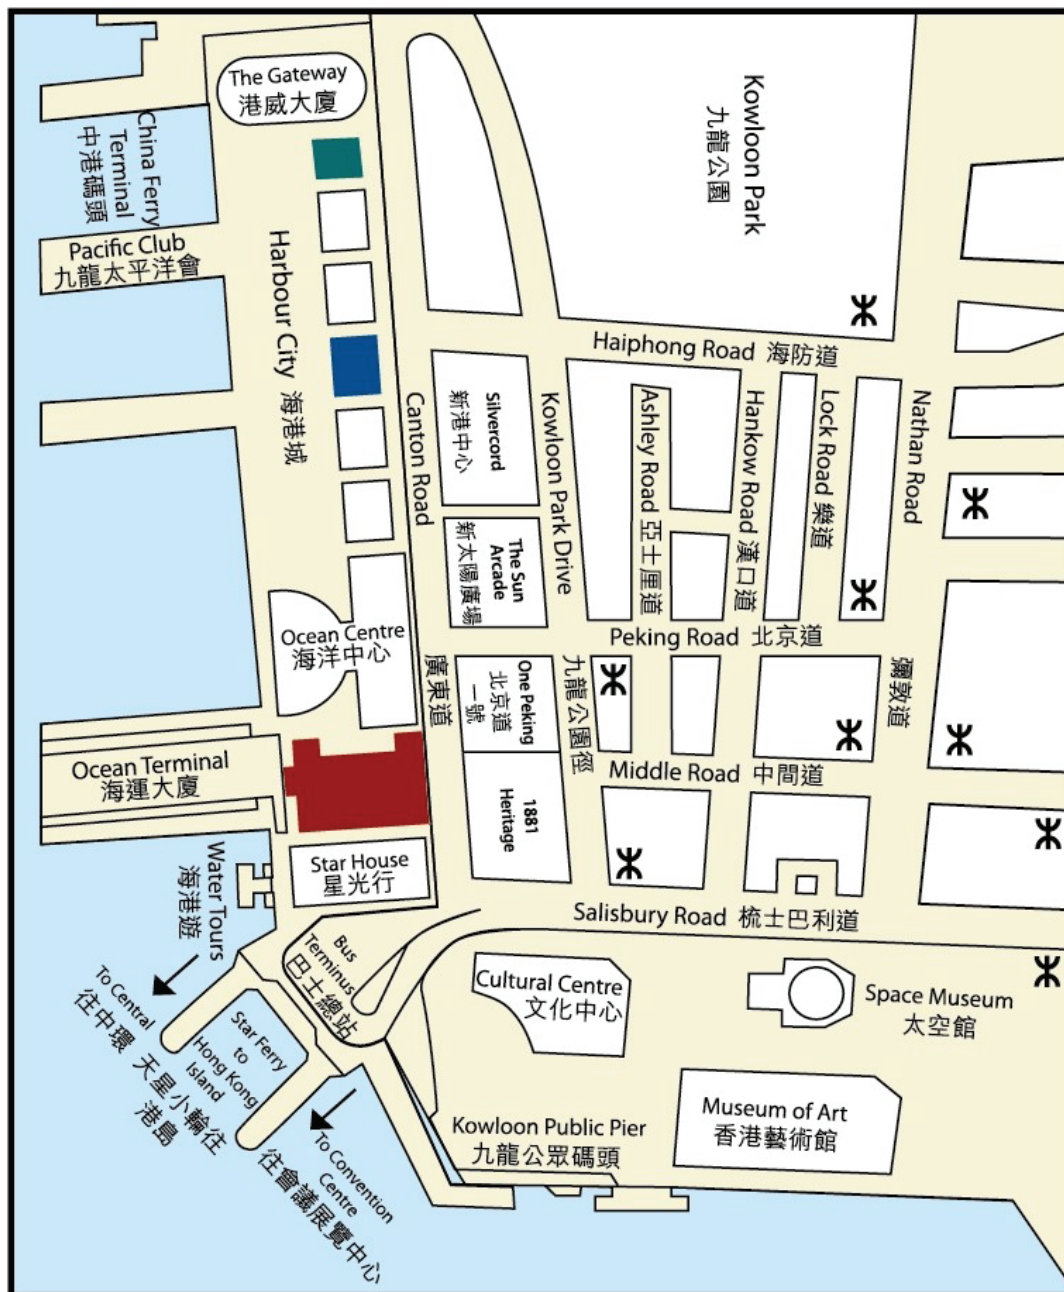 The Gateway
港威大廈
Kowloon Park
九龍公園
China Ferry
Terminal
中港碼頭
Pacific Club
九龍太平洋會
Harbour City 海港城
Haiphong Road 海防道
Canton Road
廣東道
Silvercord
新港中心
Kowloon Park Drive
九龍公園徑
Ashley Road 亞士厘道
Hankow Road 漢口道
Lock Road 樂道
Nathan Road
彌敦道
The Sun
Arcade
新太陽廣場
Ocean Centre
海洋中心
Peking Road 北京道
One Peking
北京道
一號
Ocean Terminal
海運大廈
Middle Road 中間道
1881
Heritage
Star House
星光行
Water Tours
海港遊
Salisbury Road 梳士巴利道
Bus
Terminus
巴士總站
Cultural Centre
文化中心
Space Museum
太空館
To Central
往中環
Star Ferry
to
Hong Kong
Island
天星小輪往
港島
Museum of Art
香港藝術館
Kowloon Public Pier
九龍公眾碼頭
To Convention
Centre
往會議展覽中心